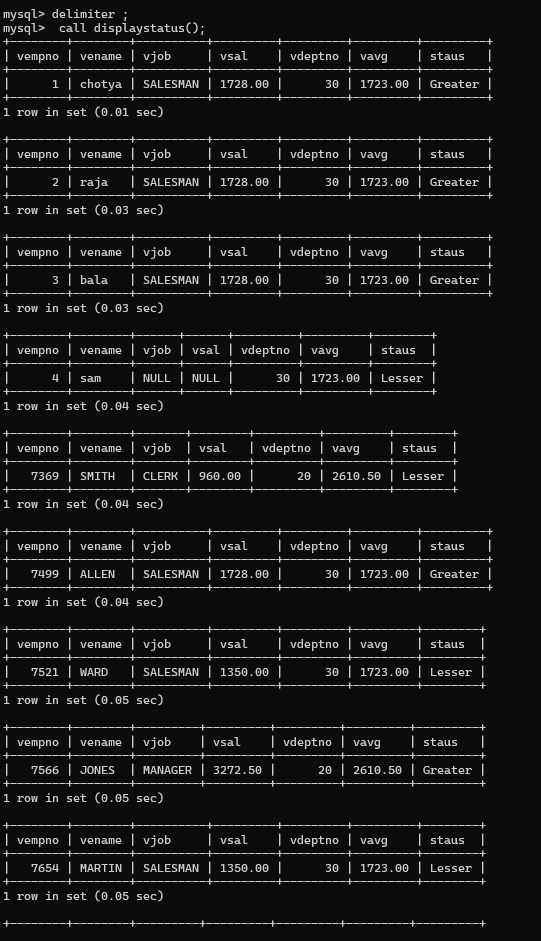 mysql> delimiter ;
mysql>  call displaystatus();
+--------+--------+----------+---------+---------+---------+---------+
| vempno | vename | vjob     | vsal    | vdeptno | vavg    | staus   |
+--------+--------+----------+---------+---------+---------+---------+
|      1 | chotya | SALESMAN | 1728.00 |      30 | 1723.00 | Greater |
+--------+--------+----------+---------+---------+---------+---------+
1 row in set (0.01 sec)

+--------+--------+----------+---------+---------+---------+---------+
| vempno | vename | vjob     | vsal    | vdeptno | vavg    | staus   |
+--------+--------+----------+---------+---------+---------+---------+
|      2 | raja   | SALESMAN | 1728.00 |      30 | 1723.00 | Greater |
+--------+--------+----------+---------+---------+---------+---------+
1 row in set (0.03 sec)

+--------+--------+----------+---------+---------+---------+---------+
| vempno | vename | vjob     | vsal    | vdeptno | vavg    | staus   |
+--------+--------+----------+---------+---------+---------+---------+
|      3 | bala   | SALESMAN | 1728.00 |      30 | 1723.00 | Greater |
+--------+--------+----------+---------+---------+---------+---------+
1 row in set (0.03 sec)

+--------+--------+------+------+---------+---------+--------+
| vempno | vename | vjob | vsal | vdeptno | vavg    | staus  |
+--------+--------+------+------+---------+---------+--------+
|      4 | sam    | NULL | NULL |      30 | 1723.00 | Lesser |
+--------+--------+------+------+---------+---------+--------+
1 row in set (0.04 sec)

+--------+--------+-------+--------+---------+---------+--------+
| vempno | vename | vjob  | vsal   | vdeptno | vavg    | staus  |
+--------+--------+-------+--------+---------+---------+--------+
|   7369 | SMITH  | CLERK | 960.00 |      20 | 2610.50 | Lesser |
+--------+--------+-------+--------+---------+---------+--------+
1 row in set (0.04 sec)

+--------+--------+----------+---------+---------+---------+---------+
| vempno | vename | vjob     | vsal    | vdeptno | vavg    | staus   |
+--------+--------+----------+---------+---------+---------+---------+
|   7499 | ALLEN  | SALESMAN | 1728.00 |      30 | 1723.00 | Greater |
+--------+--------+----------+---------+---------+---------+---------+
1 row in set (0.04 sec)

+--------+--------+----------+---------+---------+---------+--------+
| vempno | vename | vjob     | vsal    | vdeptno | vavg    | staus  |
+--------+--------+----------+---------+---------+---------+--------+
|   7521 | WARD   | SALESMAN | 1350.00 |      30 | 1723.00 | Lesser |
+--------+--------+----------+---------+---------+---------+--------+
1 row in set (0.05 sec)

+--------+--------+---------+---------+---------+---------+---------+
| vempno | vename | vjob    | vsal    | vdeptno | vavg    | staus   |
+--------+--------+---------+---------+---------+---------+---------+
|   7566 | JONES  | MANAGER | 3272.50 |      20 | 2610.50 | Greater |
+--------+--------+---------+---------+---------+---------+---------+
1 row in set (0.05 sec)

+--------+--------+----------+---------+---------+---------+--------+
| vempno | vename | vjob     | vsal    | vdeptno | vavg    | staus  |
+--------+--------+----------+---------+---------+---------+--------+
|   7654 | MARTIN | SALESMAN | 1350.00 |      30 | 1723.00 | Lesser |
+--------+--------+----------+---------+---------+---------+--------+
1 row in set (0.05 sec)

+--------+--------+---------+---------+---------+---------+---------+